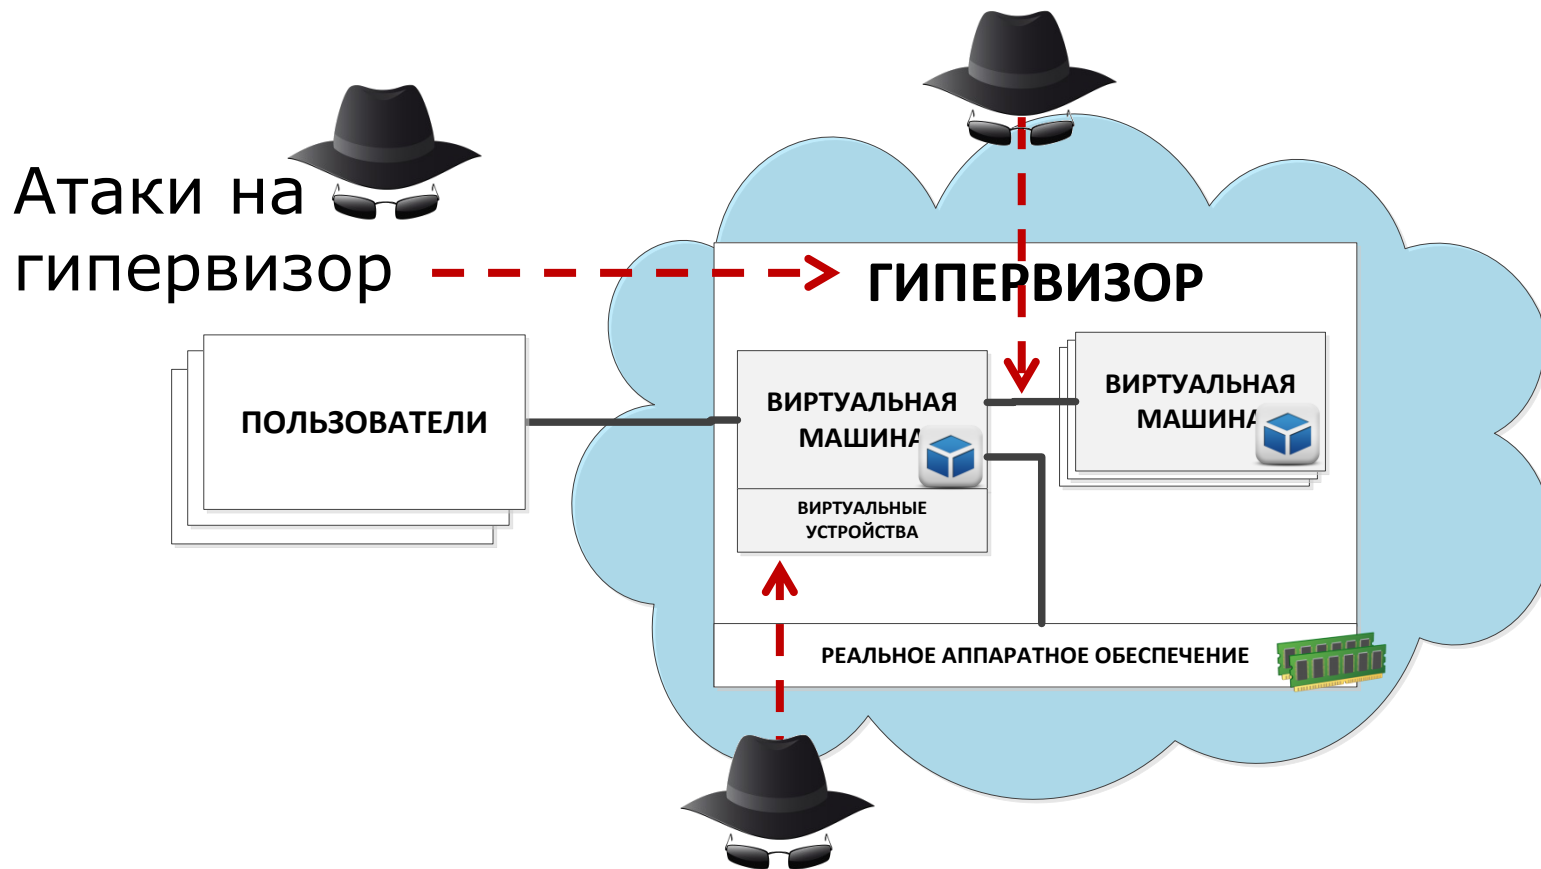 Атаки на
гипервизор
ГИПЕРВИЗОР
ПОЛЬЗОВАТЕЛИ
ВИРТУАЛЬНАЯ
МАШИНА
ВИРТУАЛЬНЫЕ
УСТРОЙСТВА
ВИРТУАЛЬНАЯ
МАШИНА
РЕАЛЬНОЕ АППАРАТНОЕ ОБЕСПЕЧЕНИЕ